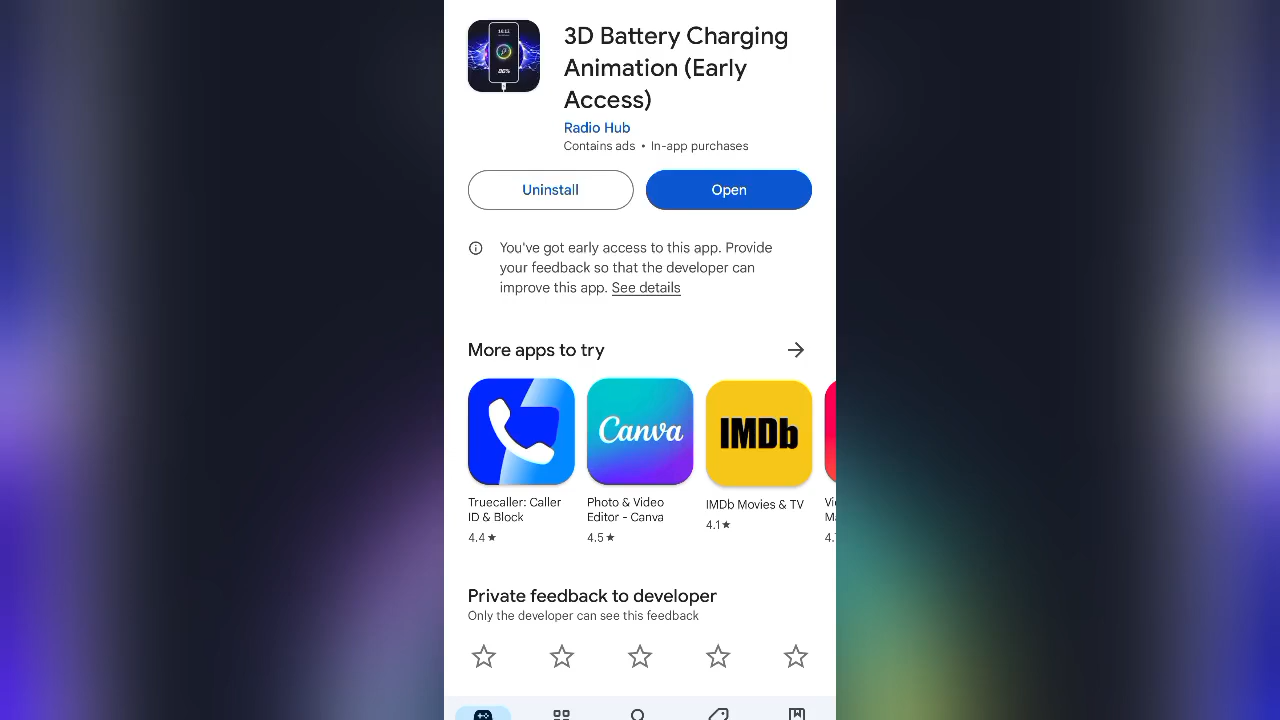 3D Battery Charging
Animation (Early
Access)
Radio Hub
Contains ads • In-app purchases
Uninstall
Open
You've got early access to this app. Provide
your feedback so that the developer can
improve this app. See details
More apps to try
Canva
IMDb
Truecaller: Caller
ID & Block
4.4★
Photo & Video
Editor - Canva
4.5★
IMDb Movies & TV
4.1★
Private feedback to developer
Only the developer can see this feedback